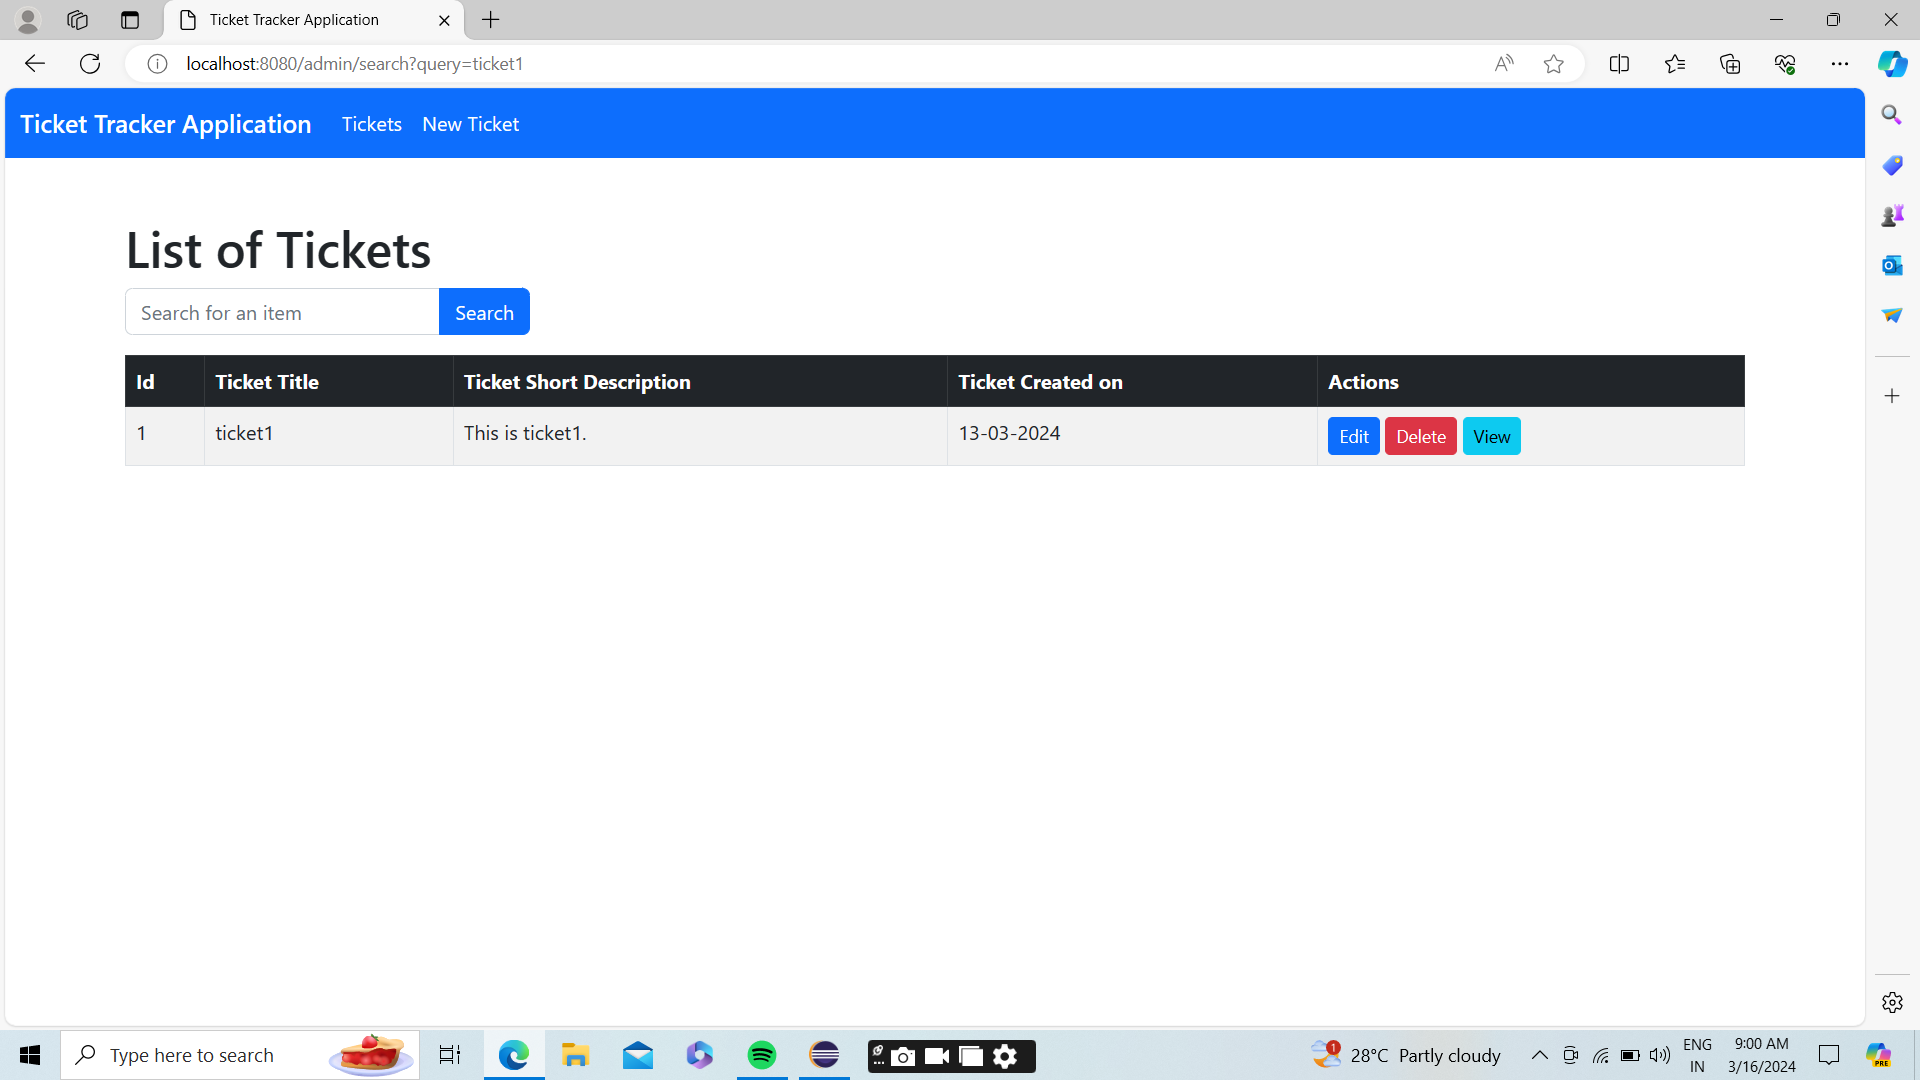 Ticket Tracker Application
localhost:8080/admin/search?query=ticket1
Ticket Tracker Application Tickets New Ticket
List of Tickets
Search for an item Search
Id Ticket Title Ticket Short Description Ticket Created on Actions
1 ticket1 This is ticket1. 13-03-2024 Edit Delete View
Type here to search
1 28°C Partly cloudy
ENG
IN
9:00 AM
3/16/2024
PRE